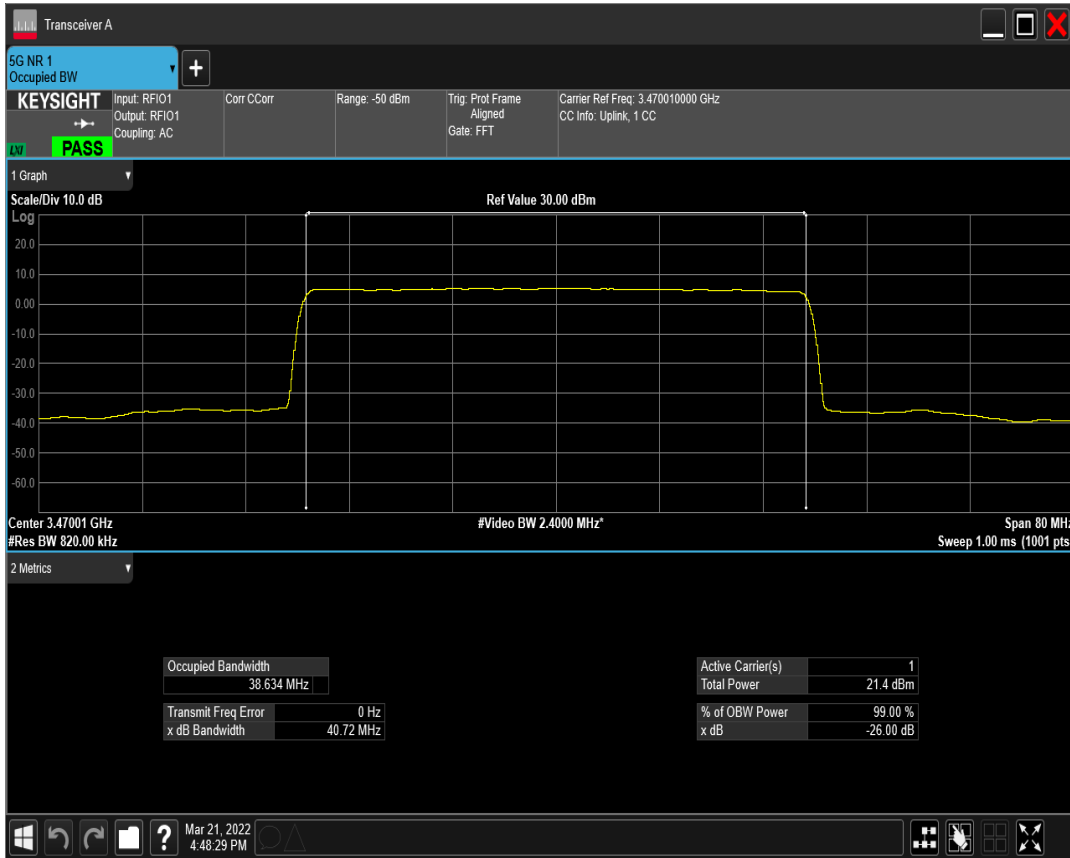 Transceiver A
5G NR 1
Occupied BW
KEYSIGHT
LXI
PASS
Input: RFIO1
Output: RFIO1
Coupling: AC
Corr CCorr
Range: -50 dBm
Trig: Prot Frame
Aligned
Gate: FFT
Carrier Ref Freq: 3.470010000 GHz
CC Info: Uplink, 1 CC
1 Graph
Scale/Div 10.0 dB
Ref Value 30.00 dBm
Log
20.0
10.0
0.00
-10.0
-20.0
-30.0
-40.0
-50.0
-60.0
Center 3.47001 GHz
#Video BW 2.4000 MHz*
Span 80 MHz
#Res BW 820.00 kHz
Sweep 1.00 ms (1001 pts
2 Metrics
Occupied Bandwidth
38.634 MHz
Transmit Freq Error 0 Hz
x dB Bandwidth 40.72 MHz
Active Carrier(s) 1
Total Power 21.4 dBm
% of OBW Power 99.00 %
x dB -26.00 dB
?
Mar 21, 2022
4:48:29 PM